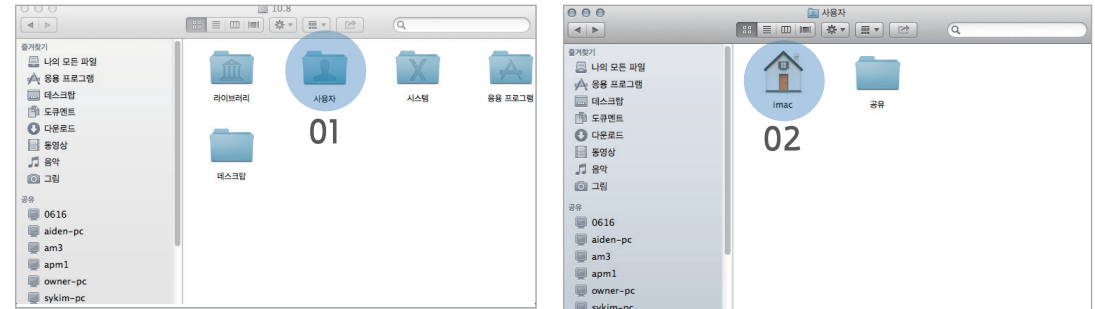 10.8
즐겨찾기
나의 모든 파일
응용 프로그램
데스크탑
도큐멘트
다운로드
동영상
음악
그림
공유
0616
aiden-pc
am3
apm1
owner-pc
sykim-pc
라이브러리
사용자
시스템
응용 프로그램
01
데스크탑
사용자
즐겨찾기
나의 모든 파일
응용 프로그램
데스크탑
도큐멘트
다운로드
동영상
음악
그림
공유
0616
aiden-pc
am3
apm1
owner-pc
sykim-pc
imac
공유
02